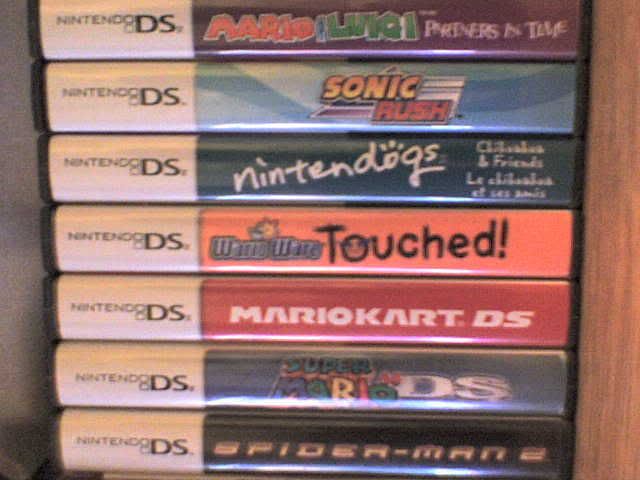 NINTENDO DS MARIO & LUIGI PARTNERS IN TIME
NINTENDO DS SONIC RUSH
NINTENDO DS nintendogs Chihuahua
& Friends
Le chihuahua
et ses amis
NINTENDO DS WarioWare Touched!
NINTENDO DS MARIOKART DS
NINTENDO DS SUPER MARIO 64 DS
NINTENDO DS SPIDER-MAN 2